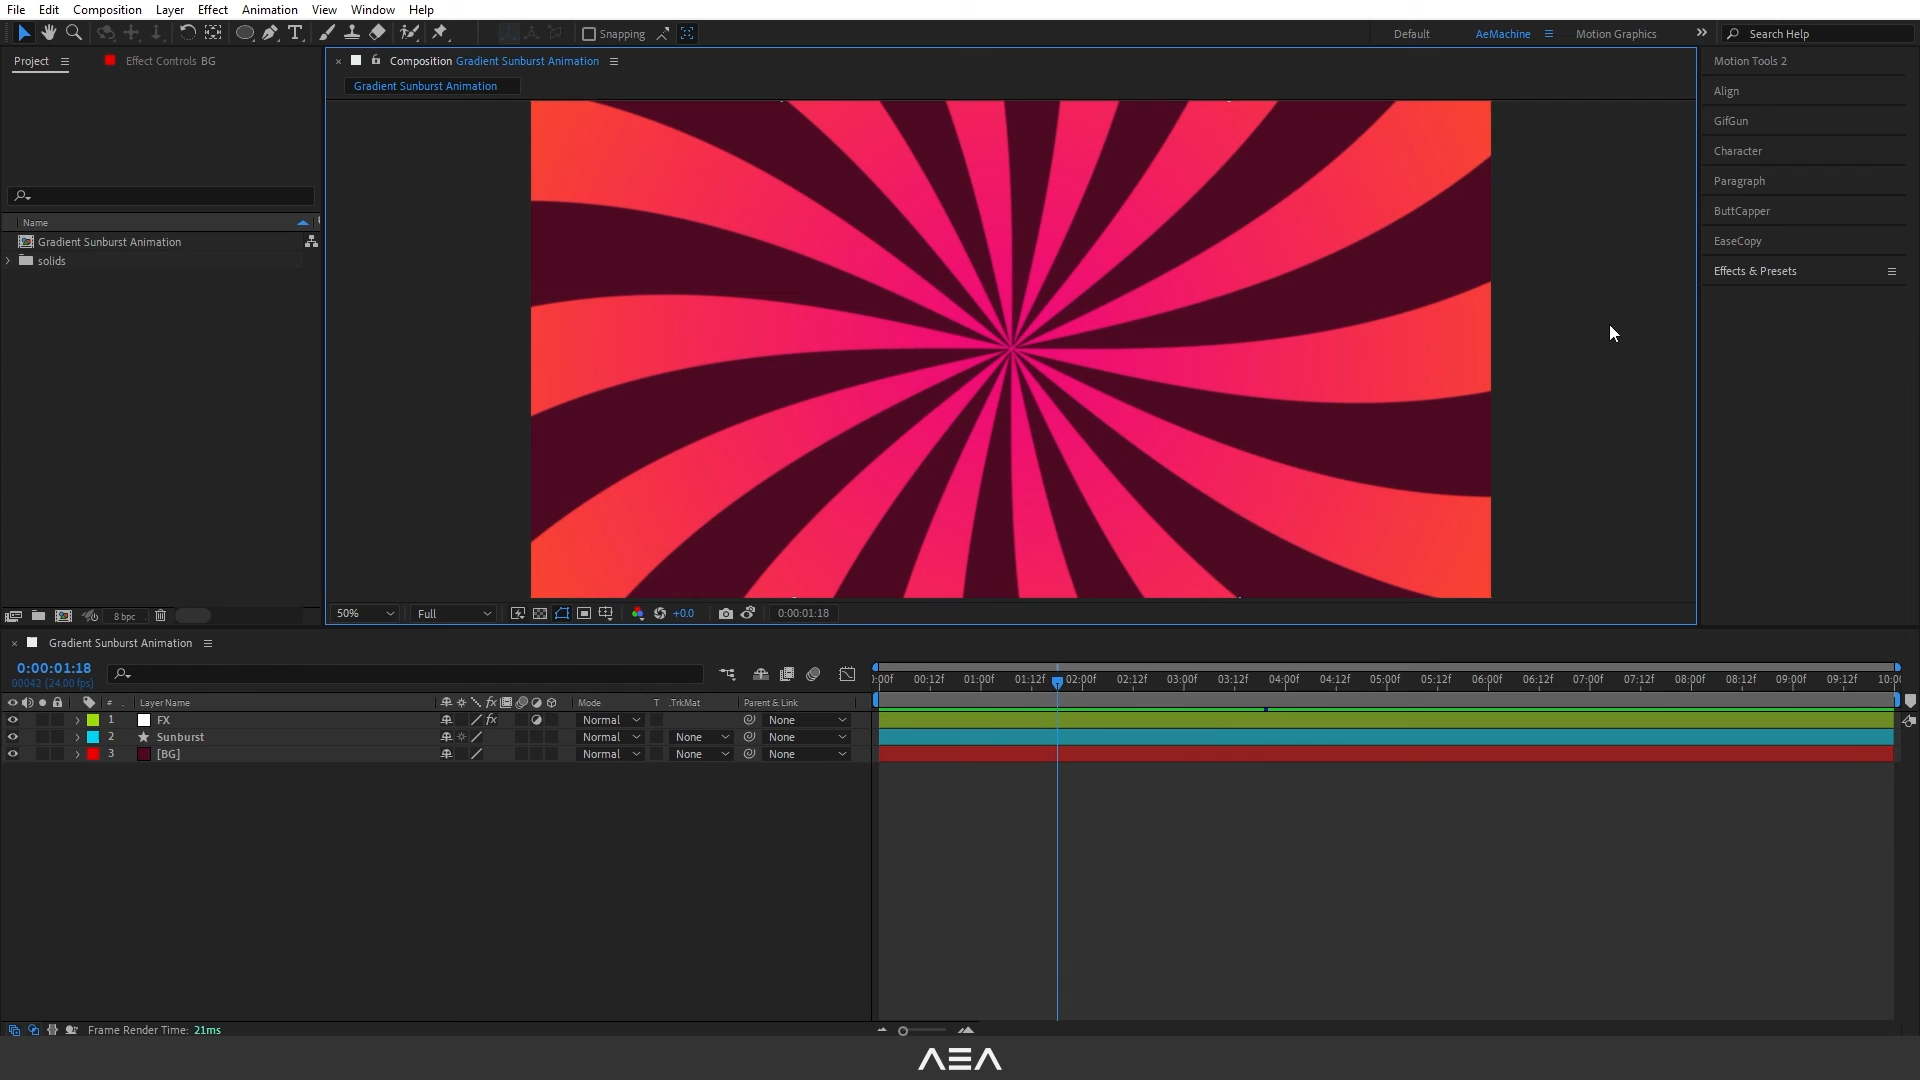 File Edit Composition Layer Effect Animation View Window Help
Snapping Default AeMachine Motion Graphics Search Help
Project Effect Controls BG
Composition Gradient Sunburst Animation
Gradient Sunburst Animation
Motion Tools 2
Align
GifGun
Character
Paragraph
ButtCapper
EaseCopy
Effects & Presets
Name
Gradient Sunburst Animation
solids
8 bpc
50% Full +0.0 0:00:01:18
Gradient Sunburst Animation
0:00:01:18
00042 (24.00 fps)
:00f 00:12f 01:00f 01:12f 02:00f 02:12f 03:00f 03:12f 04:00f 04:12f 05:00f 05:12f 06:00f 06:12f 07:00f 07:12f 08:00f 08:12f 09:00f 09:12f 10:00
# Layer Name fx Mode T .TrkMat Parent & Link
1 FX fx Normal None
2 Sunburst Normal None None
3 [BG] Normal None None
Frame Render Time: 21ms